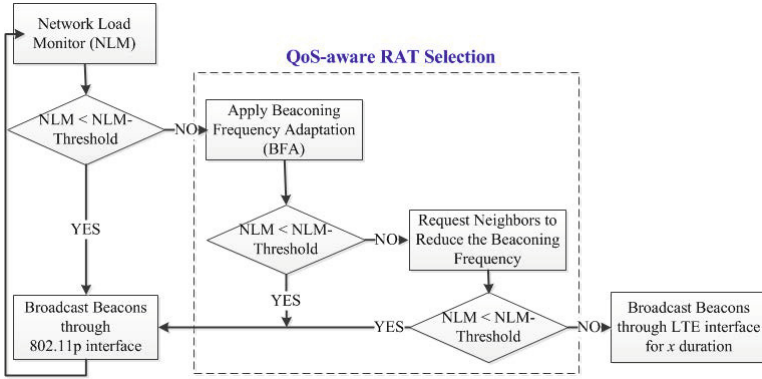 Network Load
Monitor (NLM)
QoS-aware RAT Selection
NLM < NLM-
Threshold
NO
Apply Beaconing
Frequency Adaptation
(BFA)
YES
NLM < NLM-
Threshold
NO
Request Neighbors to
Reduce the Beaconing
Frequency
YES
Broadcast Beacons
through
802.11p interface
YES
NLM < NLM-
Threshold
NO
Broadcast Beacons
through LTE interface
for x duration